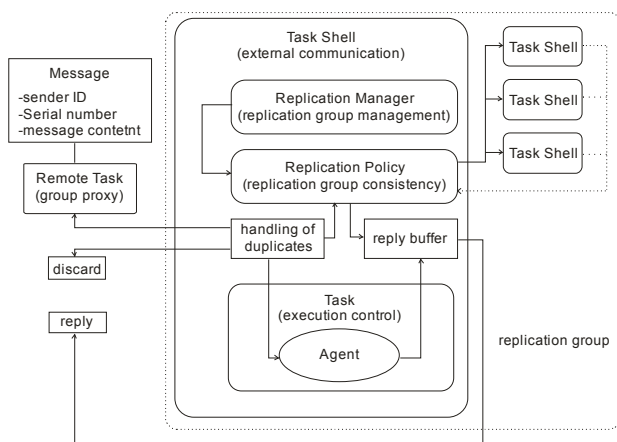 Task Shell
(external communication)
Task Shell
Task Shell
Task Shell
Message
-sender ID
-Serial number
-message contetnt
Replication Manager
(replication group management)
Replication Policy
(replication group consistency)
Remote Task
(group proxy)
handling of
duplicates
reply buffer
discard
reply
Task
(execution control)
Agent
replication group